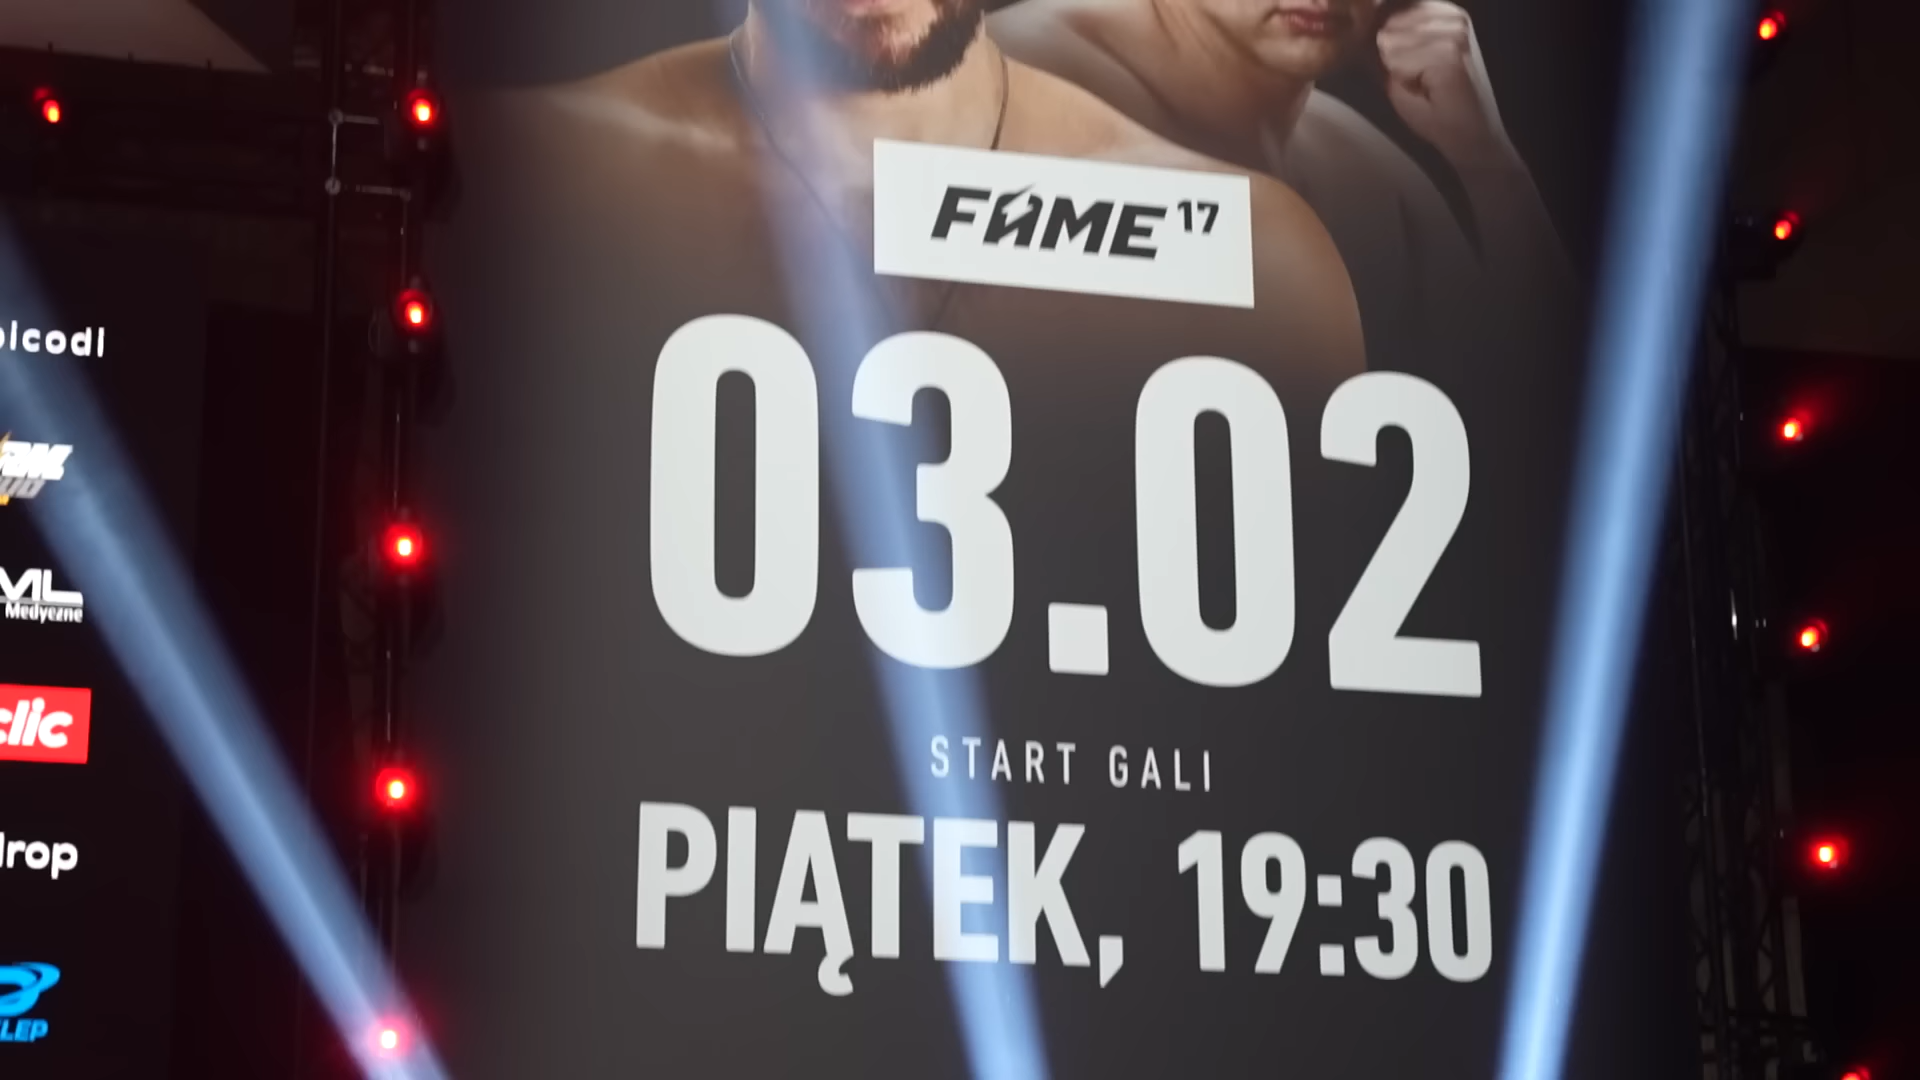 FAME 17
03.02
START GALI
PIĄTEK, 19:30
Medyczne
clic
drop